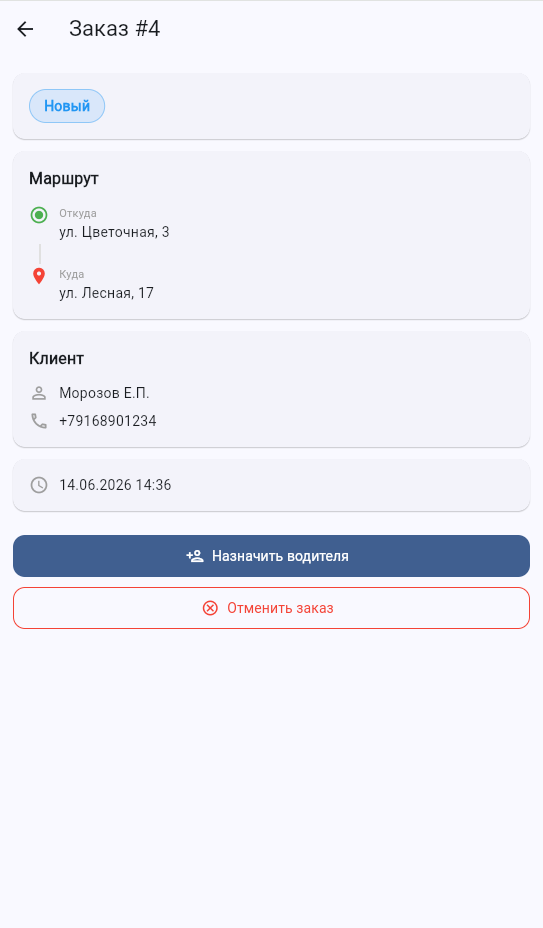 Заказ #4
Новый
Маршрут
Откуда
ул. Цветочная, 3
Куда
ул. Лесная, 17
Клиент
Морозов Е.П.
+79168901234
14.06.2026 14:36
Назначить водителя
Отменить заказ